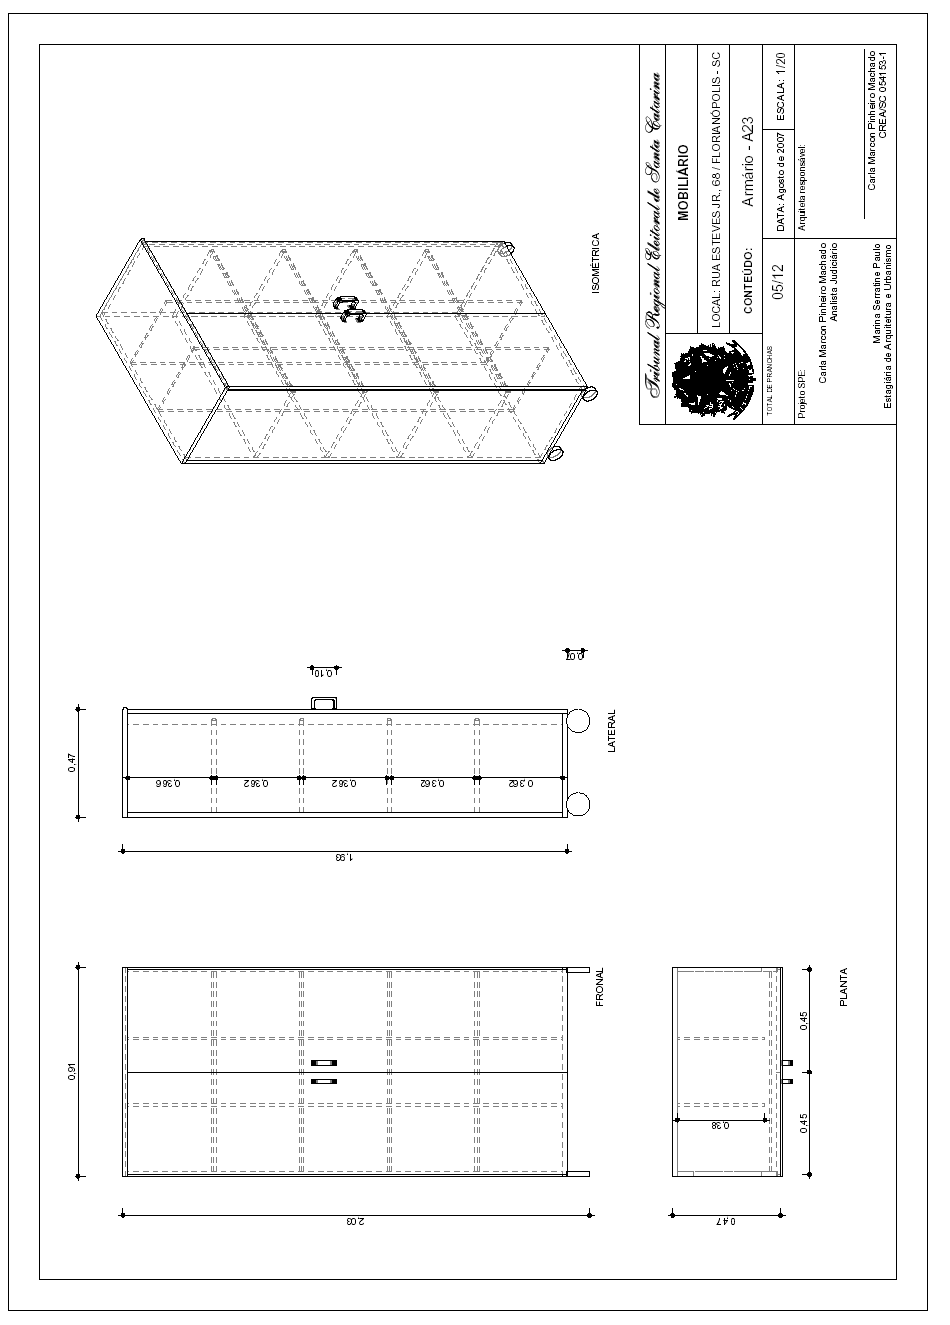 Tribunal Regional Eleitoral de Santa Catarina
MOBILIÁRIO
LOCAL: RUA ESTEVES JR., 68 / FLORIANÓPOLIS - SC
CONTEÚDO: Armário - A23
TOTAL DE PRANCHAS
05/12
DATA: Agosto de 2007
ESCALA: 1/20
Projeto SPE:
Carla Marcon Pinheiro Machado
Analista Judiciário
Marina Serratine Paulo
Estagiária de Arquitetura e Urbanismo
Arquiteta responsável:
Carla Marcon Pinheiro Machado
CREA/SC 054153-1
ISOMÉTRICA
0,47
0,10
0,07
0,366
0,362
0,362
0,362
0,362
1,93
LATERAL
0,91
2,03
FRONAL
0,45
0,45
0,38
0,47
PLANTA